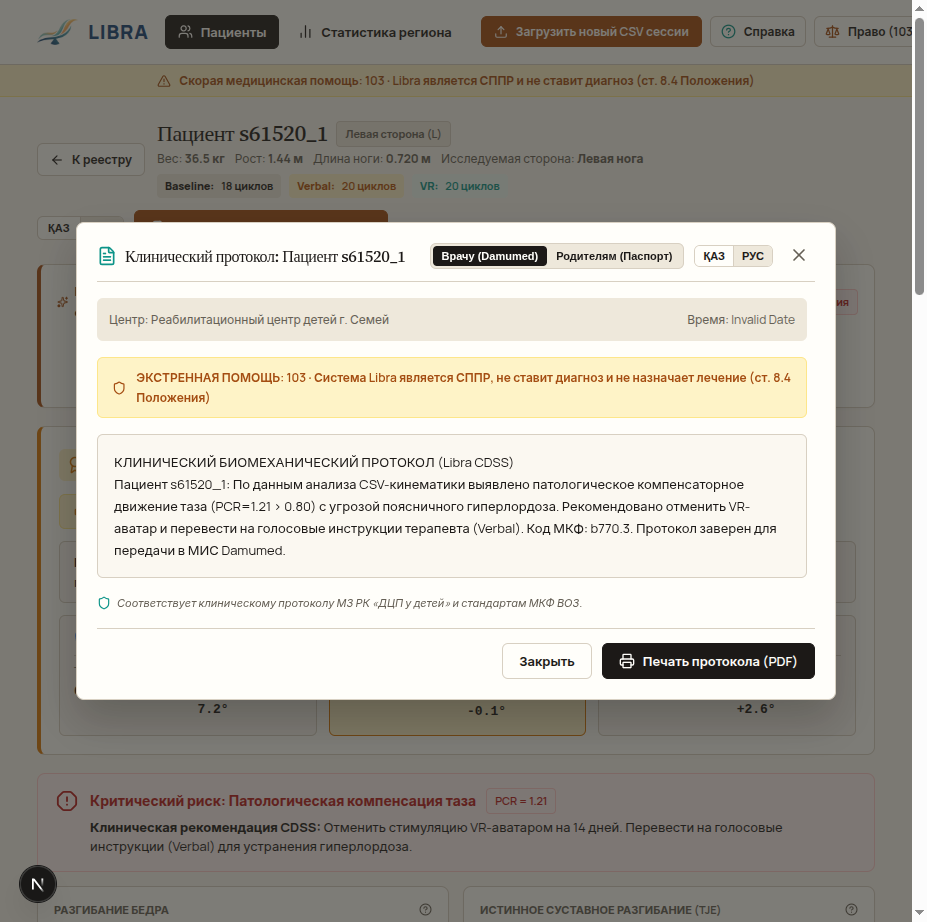 LIBRA
Пациенты
Статистика региона
Загрузить новый CSV сессии
Справка
Право (103
Скорая медицинская помощь: 103 · Libra является СППР и не ставит диагноз (ст. 8.4 Положения)
К реестру
Пациент s61520_1
Левая сторона (L)
Вес: 36.5 кг Рост: 1.44 м Длина ноги: 0.720 м Исследуемая сторона: Левая нога
Baseline: 18 циклов
Verbal: 20 циклов
VR: 20 циклов
ҚАЗ
Клинический протокол: Пациент s61520_1
Врачу (Damumed)
Родителям (Паспорт)
ҚАЗ
РУС
Центр: Реабилитационный центр детей г. Семей
Время: Invalid Date
ЭКСТРЕННАЯ ПОМОЩЬ: 103 · Система Libra является СППР, не ставит диагноз и не назначает лечение (ст. 8.4
Положения)
КЛИНИЧЕСКИЙ БИОМЕХАНИЧЕСКИЙ ПРОТОКОЛ (Libra CDSS)
Пациент s61520_1: По данным анализа CSV-кинематики выявлено патологическое компенсаторное
движение таза (PCR=1.21 > 0.80) с угрозой поясничного гиперлордоза. Рекомендовано отменить VR-
аватар и перевести на голосовые инструкции терапевта (Verbal). Код МКФ: b770.3. Протокол заверен для
передачи в МИС Damumed.
Соответствует клиническому протоколу МЗ РК «ДЦП у детей» и стандартам МКФ ВОЗ.
Закрыть
Печать протокола (PDF)
7.2°
-0.1°
+2.6°
Критический риск: Патологическая компенсация таза
PCR = 1.21
Клиническая рекомендация CDSS: Отменить стимуляцию VR-аватаром на 14 дней. Перевести на голосовые
инструкции (Verbal) для устранения гиперлордоза.
N
РАЗГИБАНИЕ БЕДРА
ИСТИННОЕ СУСТАВНОЕ РАЗГИБАНИЕ (TJE)